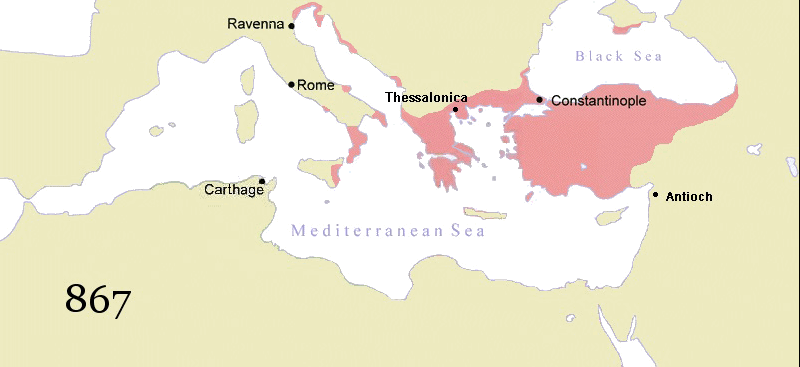 Ravenna
Black Sea
Rome
Thessalonica
Constantinople
Carthage
Antioch
Mediterranean Sea
867